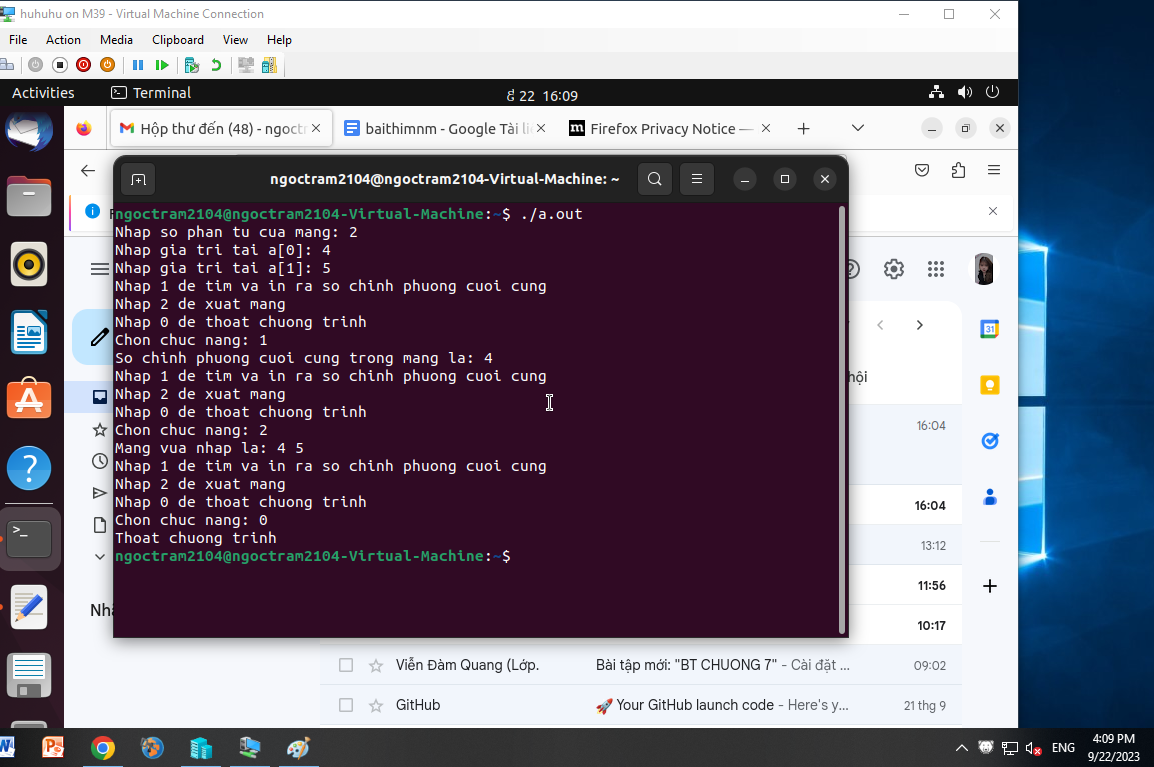 huhuhu on M39 - Virtual Machine Connection
File Action Media Clipboard View Help
Activities Terminal 22 16:09
Hộp thư đến (48) - ngoctr baithimnm - Google Tài li Firefox Privacy Notice —
ngoctram2104@ngoctram2104-Virtual-Machine: ~
ngoctram2104@ngoctram2104-Virtual-Machine:~$ ./a.out
Nhap so phan tu cua mang: 2
Nhap gia tri tai a[0]: 4
Nhap gia tri tai a[1]: 5
Nhap 1 de tim va in ra so chinh phuong cuoi cung
Nhap 2 de xuat mang
Nhap 0 de thoat chuong trinh
Chon chuc nang: 1
So chinh phuong cuoi cung trong mang la: 4
Nhap 1 de tim va in ra so chinh phuong cuoi cung
Nhap 2 de xuat mang
Nhap 0 de thoat chuong trinh
Chon chuc nang: 2
Mang vua nhap la: 4 5
Nhap 1 de tim va in ra so chinh phuong cuoi cung
Nhap 2 de xuat mang
Nhap 0 de thoat chuong trinh
Chon chuc nang: 0
Thoat chuong trinh
ngoctram2104@ngoctram2104-Virtual-Machine:~$
31
hội
16:04
16:04
13:12
11:56
10:17
Nhã
Viễn Đàm Quang (Lớp. Bài tập mới: "BT CHUONG 7" - Cài đặt ... 09:02
GitHub 🚀 Your GitHub launch code - Here's y... 21 thg 9
ENG
4:09 PM
9/22/2023